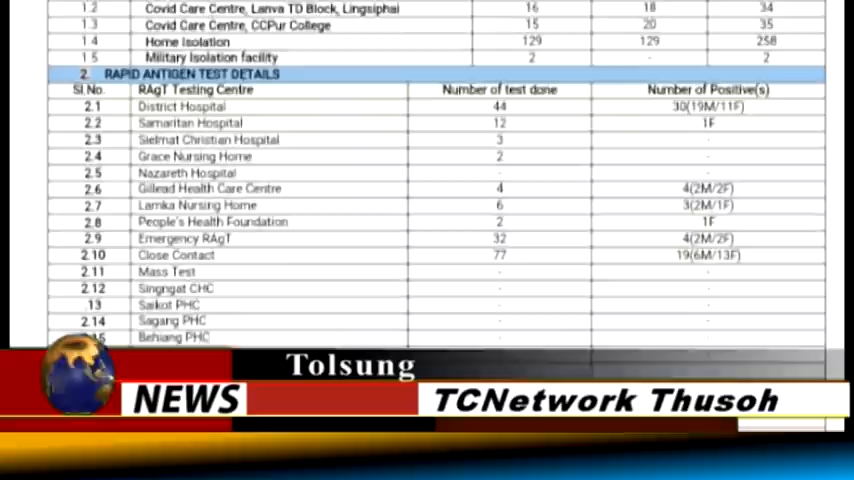 1.2 Covid Care Centre, Lanva TD Block, Lingsiphai 16 18 34
1.3 Covid Care Centre, CCPur College 15 20 35
1.4 Home Isolation 129 129 258
1.5 Military Isolation facility 2 - 2
2. RAPID ANTIGEN TEST DETAILS
Sl.No. RAgT Testing Centre Number of test done Number of Positive(s)
2.1 District Hospital 44 30(19M/11F)
2.2 Samaritan Hospital 12 1F
2.3 Sielmat Christian Hospital 3 -
2.4 Grace Nursing Home 2 -
2.5 Nazareth Hospital - -
2.6 Gillead Health Care Centre 4 4(2M/2F)
2.7 Lamka Nursing Home 6 3(2M/1F)
2.8 People's Health Foundation 2 1F
2.9 Emergency RAgT 32 4(2M/2F)
2.10 Close Contact 77 19(6M/13F)
2.11 Mass Test - -
2.12 Singngat CHC - -
.13 Saikot PHC - -
2.14 Sagang PHC - -
2.15 Behiang PHC - -
Tolsung
NEWS TCNetwork Thusoh